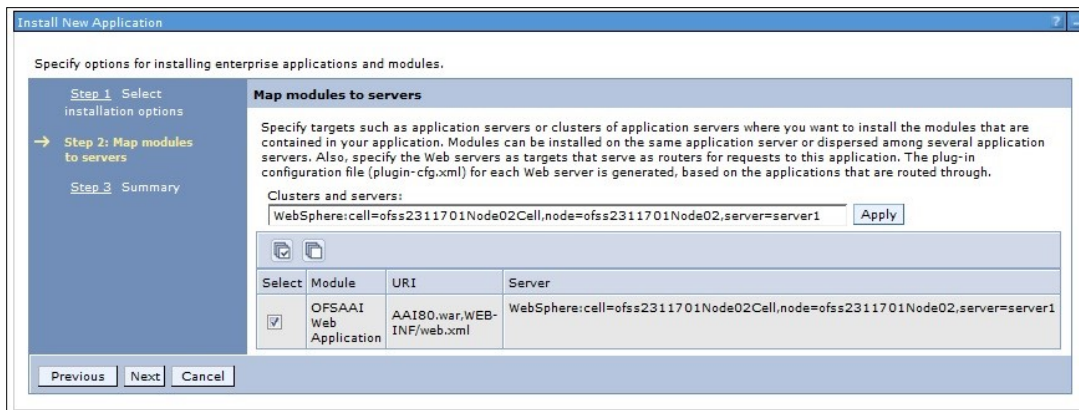 Install New Application
?
Specify options for installing enterprise applications and modules.
Step 1 Select
installation options
Step 2: Map modules
to servers
Step 3 Summary
Map modules to servers
Specify targets such as application servers or clusters of application servers where you want to install the modules that are
contained in your application. Modules can be installed on the same application server or dispersed among several application
servers. Also, specify the Web servers as targets that serve as routers for requests to this application. The plug-in
configuration file (plugin-cfg.xml) for each Web server is generated, based on the applications that are routed through.
Clusters and servers:
WebSphere:cell=ofss2311701Node02Cell,node=ofss2311701Node02,server=server1 Apply
Select Module URI Server
OFSAAI
Web
Application
AAI80.war,WEB-
INF/web.xml
WebSphere:cell=ofss2311701Node02Cell,node=ofss2311701Node02,server=server1
Previous Next Cancel